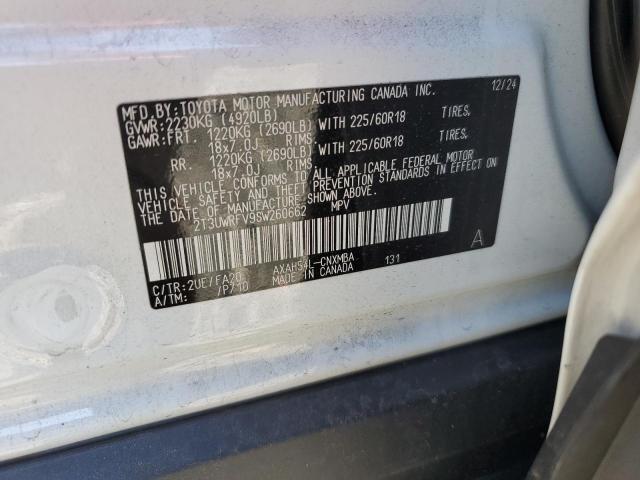 MFD.BY:TOYOTA MOTOR MANUFACTURING CANADA INC. 12/24
GVWR:2230KG (4920LB)
GAWR:FRT 1220KG (2690LB) WITH 225/60R18 TIRES.
18x7.0J RIMS.
RR. 1220KG (2690LB) WITH 225/60R18 TIRES.
18x7.0J RIMS.
THIS VEHICLE CONFORMS TO ALL APPLICABLE FEDERAL MOTOR
VEHICLE SAFETY AND THEFT PREVENTION STANDARDS IN EFFECT ON
THE DATE OF MANUFACTURE SHOWN ABOVE.
2T3UWRFV9SW260662 MPV
A
C/TR:2UE/FA20 AXAH54L-CNXMBA 131
A/TM: /P710 MADE IN CANADA